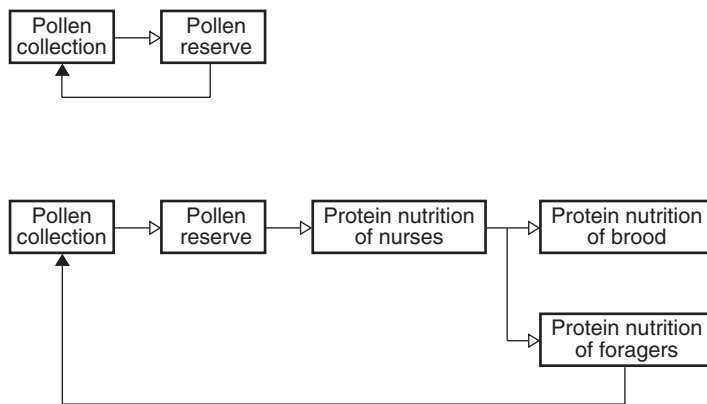 Pollen
collection
Pollen
reserve
Pollen
collection
Pollen
reserve
Protein nutrition
of nurses
Protein nutrition
of brood
Protein nutrition
of foragers